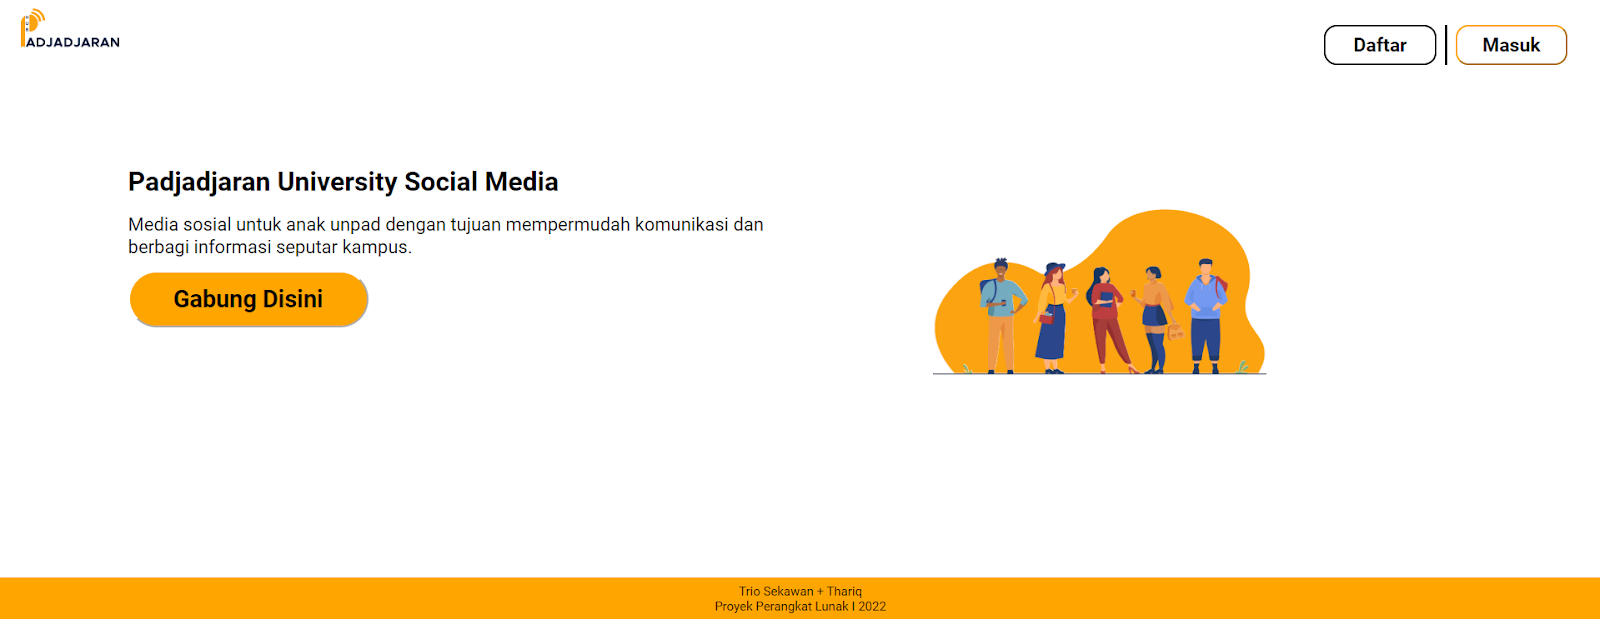 PADJADJARAN
Daftar
Masuk
Padjadjaran University Social Media
Media sosial untuk anak unpad dengan tujuan mempermudah komunikasi dan
berbagi informasi seputar kampus.
Gabung Disini
Trio Sekawan + Thariq
Proyek Perangkat Lunak I 2022